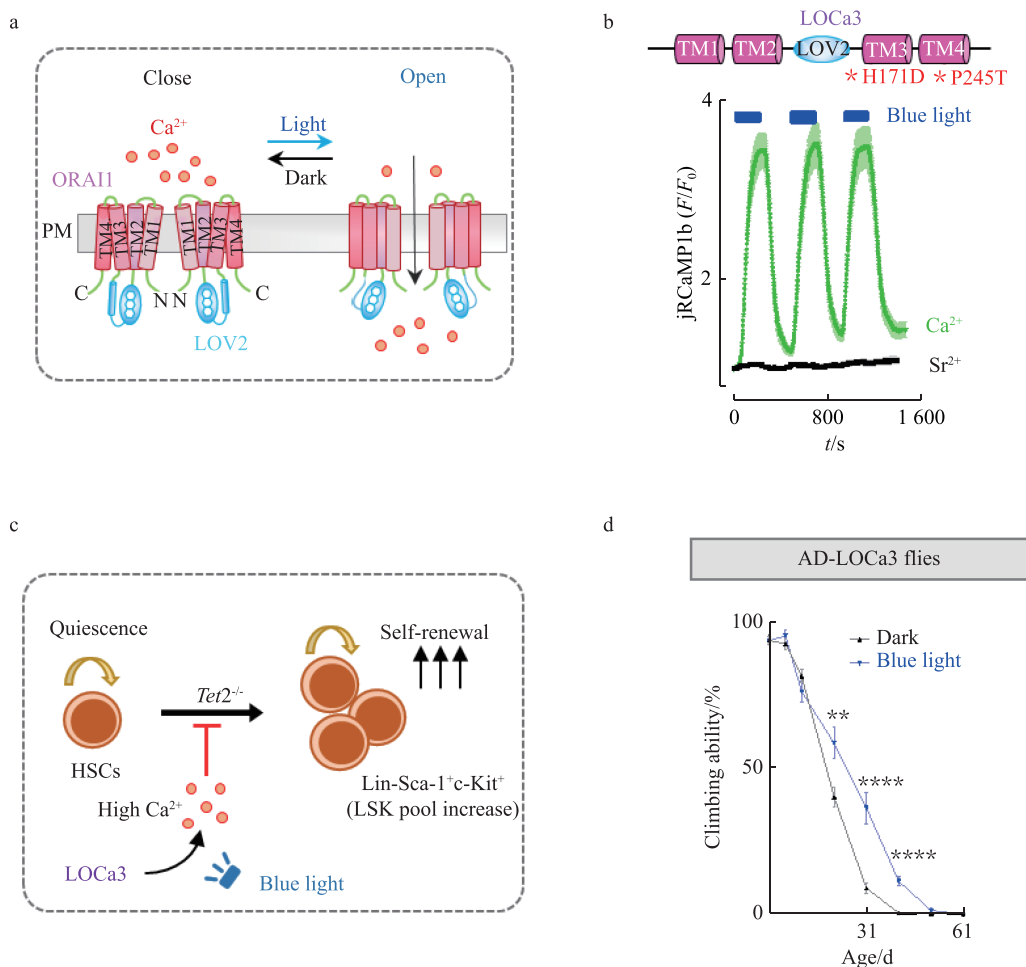 a
Close
Open
Ca²⁺
Light
Dark
ORAI1
PM
TM4
TM3
TM2
TM1
TM1
TM2
TM3
TM4
C
N N
C
LOV2
b
LOCa3
TM1 TM2 LOV2 TM3 TM4
* H171D * P245T
Blue light
4
2
jRCaMP1b (F/F₀)
Ca²⁺
Sr²⁺
0 800 1 600
t/s
c
Quiescence
Self-renewal
Tet2⁻/⁻
HSCs
Lin-Sca-1⁺c-Kit⁺
(LSK pool increase)
High Ca²⁺
LOCa3
Blue light
d
AD-LOCa3 flies
100
Dark
Blue light
**
****
50
****
Climbing ability/%
0
31 61
Age/d